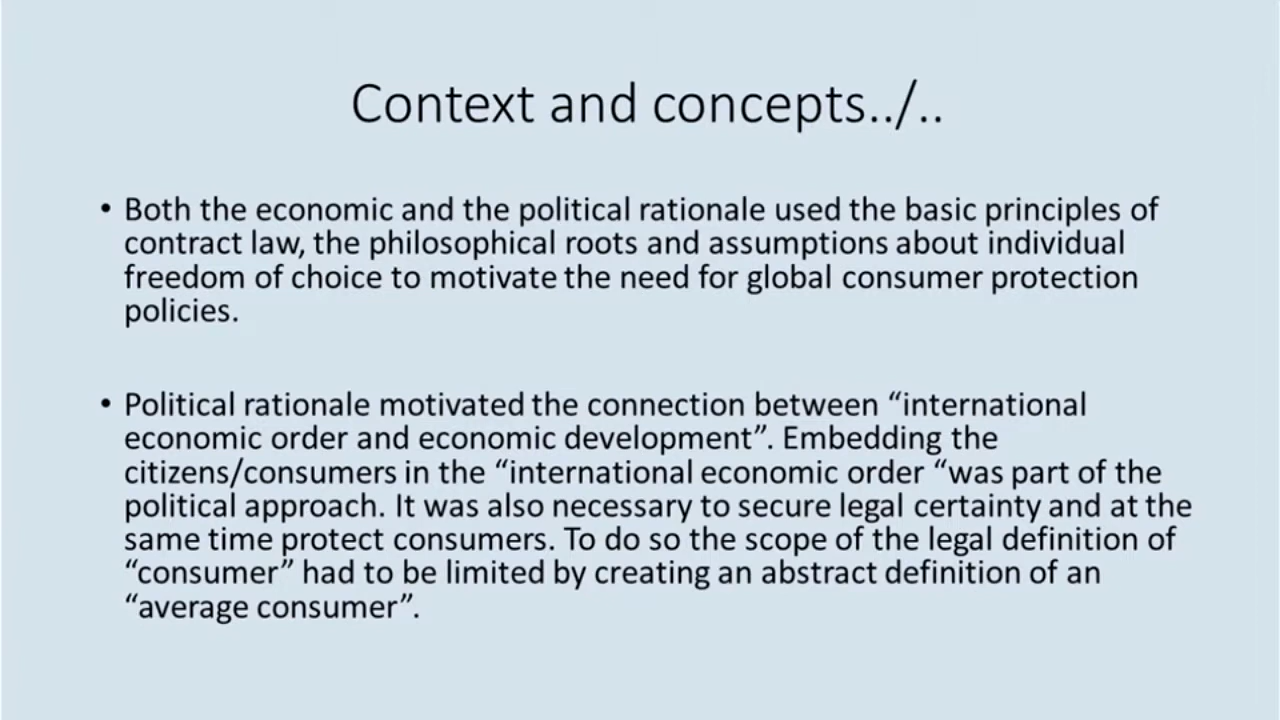 Context and concepts../..
• Both the economic and the political rationale used the basic principles of
contract law, the philosophical roots and assumptions about individual
freedom of choice to motivate the need for global consumer protection
policies.
• Political rationale motivated the connection between “international
economic order and economic development”. Embedding the
citizens/consumers in the “international economic order “was part of the
political approach. It was also necessary to secure legal certainty and at the
same time protect consumers. To do so the scope of the legal definition of
“consumer” had to be limited by creating an abstract definition of an
“average consumer”.